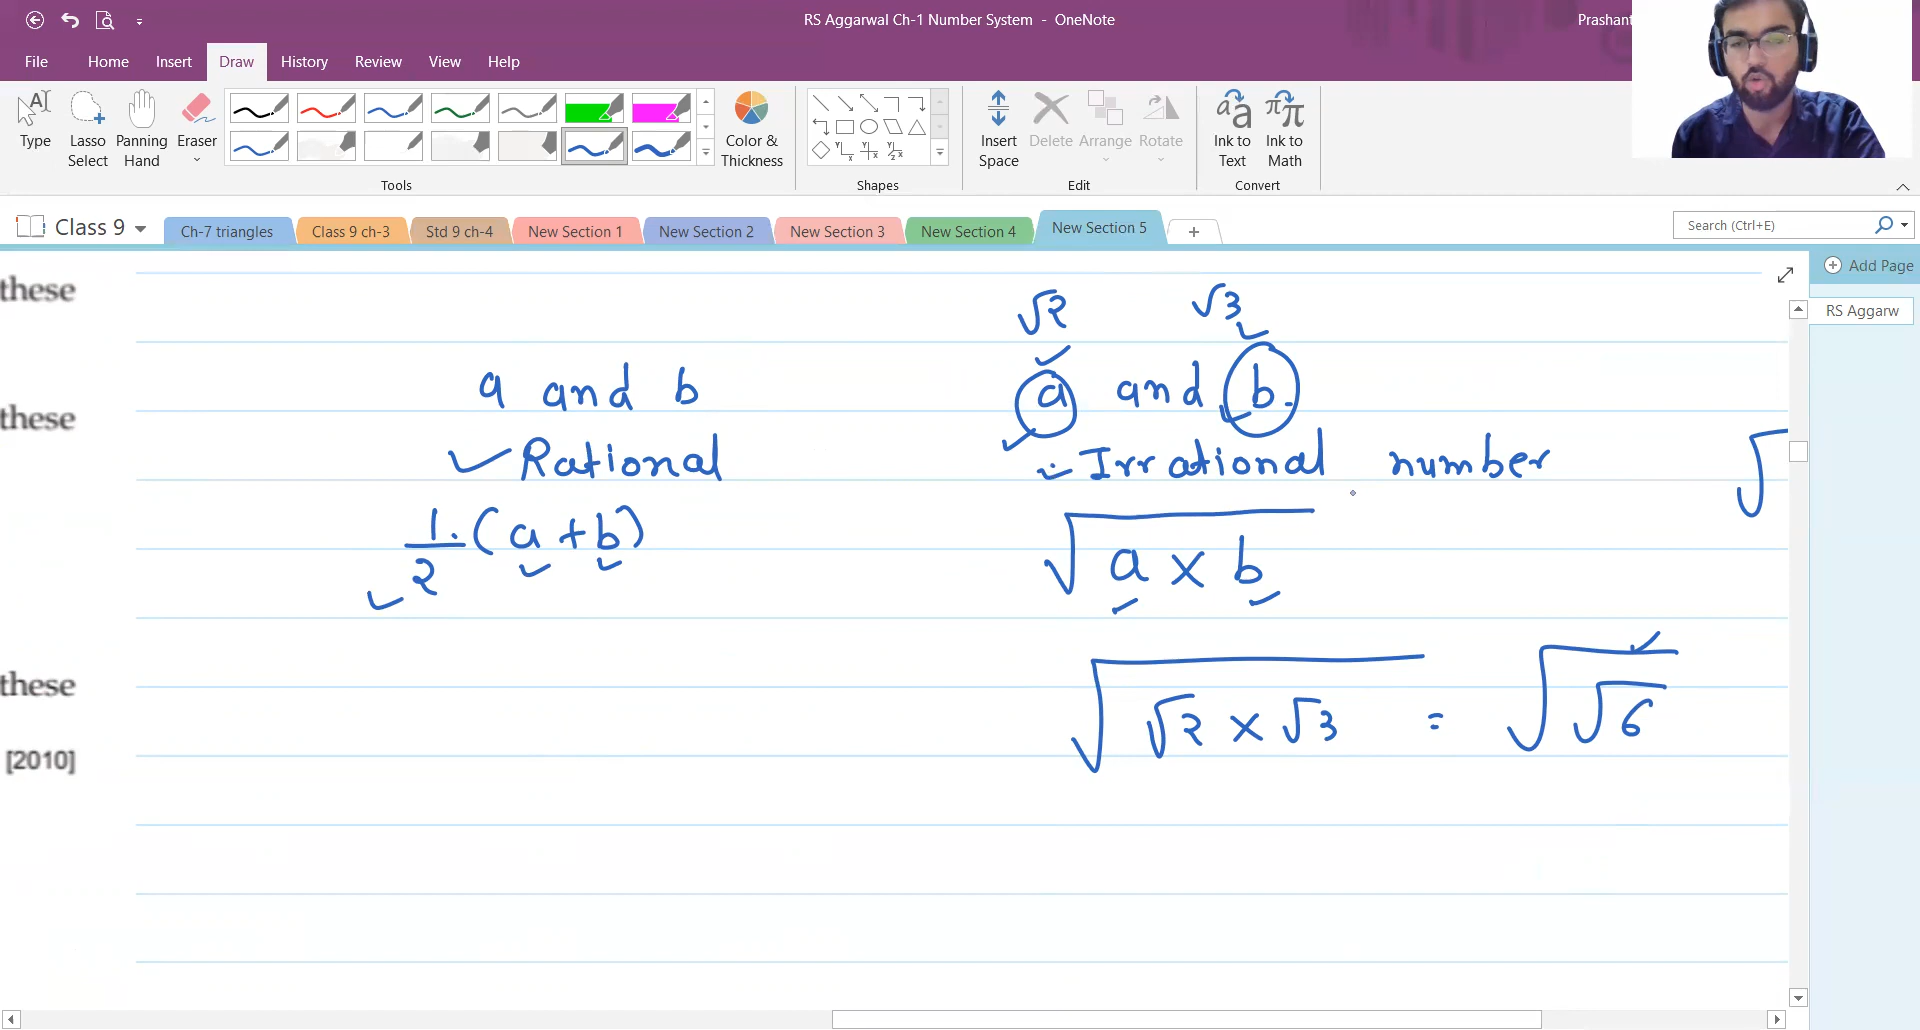 RS Aggarwal Ch-1 Number System - OneNote
Prashant
File Home Insert Draw History Review View Help
Type
Lasso Select
Panning Hand
Eraser
Color & Thickness
Insert Space
Delete
Arrange
Rotate
Ink to Text
Ink to Math
Tools
Shapes
Edit
Convert
Class 9
Ch-7 triangles
Class 9 ch-3
Std 9 ch-4
New Section 1
New Section 2
New Section 3
New Section 4
New Section 5
Search (Ctrl+E)
Add Page
RS Aggarw
these
these
these
[2010]
a and b
Rational
1/2 . (a + b)
√2 √3
a and b.
Irrational number
√(a × b)
√(√2 × √3) = √(√6)